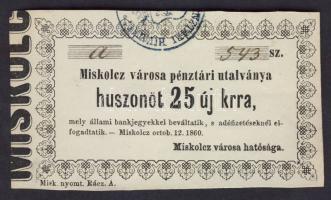 MISKOLC
a 543 SZ.
Miskolcz városa pénztári utalványa
huszonöt 25 új krra,
mely állami bankjegyekkel beváltatik, s adófizetéseknél el-
fogadtatik. — Miskolcz octob. 12. 1860.
Miskolcz városa hatósága.
Misk. nyomt. Rácz. A.